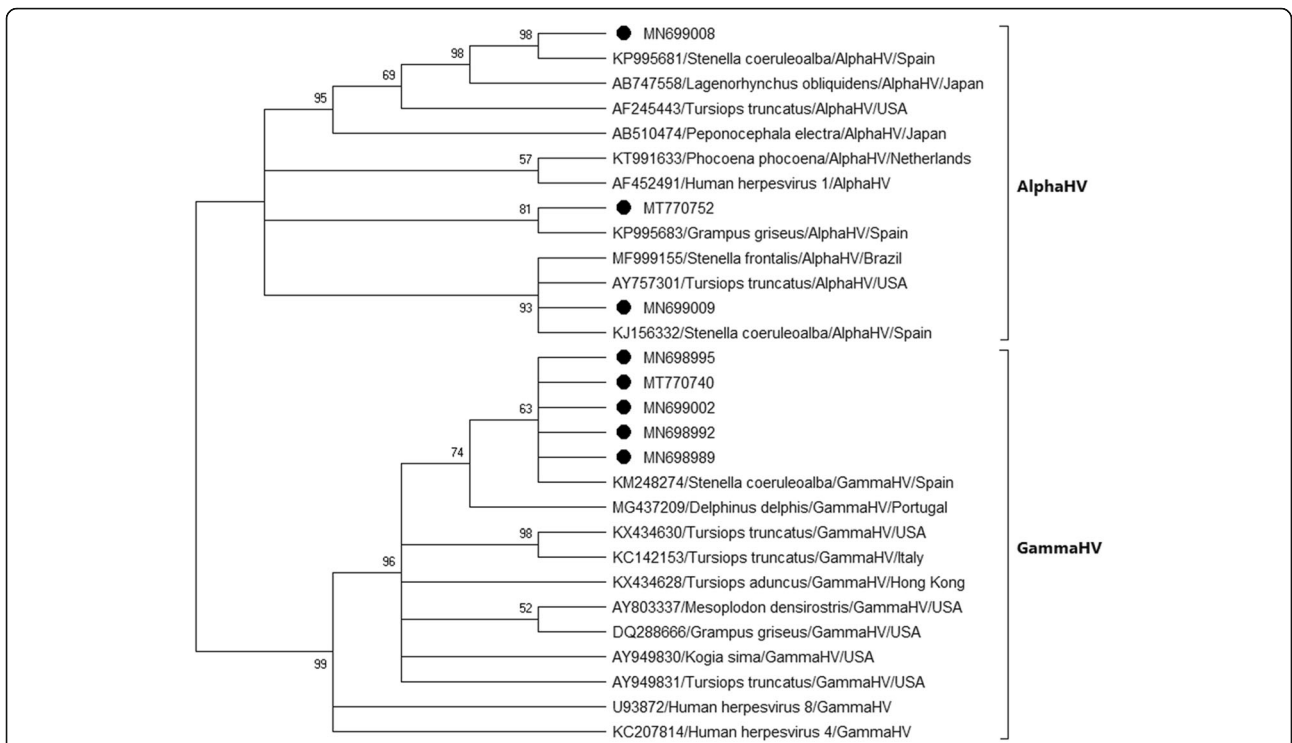 98
MN699008
KP995681/Stenella coeruleoalba/AlphaHV/Spain
98
AB747558/Lagenorhynchus obliquidens/AlphaHV/Japan
69
AF245443/Tursiops truncatus/AlphaHV/USA
95
AB510474/Peponocephala electra/AlphaHV/Japan
57
KT991633/Phocoena phocoena/AlphaHV/Netherlands
AF452491/Human herpesvirus 1/AlphaHV
AlphaHV
81
MT770752
KP995683/Grampus griseus/AlphaHV/Spain
MF999155/Stenella frontalis/AlphaHV/Brazil
AY757301/Tursiops truncatus/AlphaHV/USA
93
MN699009
KJ156332/Stenella coeruleoalba/AlphaHV/Spain
MN698995
MT770740
63
MN699002
MN698992
74
MN698989
KM248274/Stenella coeruleoalba/GammaHV/Spain
MG437209/Delphinus delphis/GammaHV/Portugal
98
KX434630/Tursiops truncatus/GammaHV/USA
GammaHV
KC142153/Tursiops truncatus/GammaHV/Italy
96
KX434628/Tursiops aduncus/GammaHV/Hong Kong
52
AY803337/Mesoplodon densirostris/GammaHV/USA
DQ288666/Grampus griseus/GammaHV/USA
AY949830/Kogia sima/GammaHV/USA
99
AY949831/Tursiops truncatus/GammaHV/USA
U93872/Human herpesvirus 8/GammaHV
KC207814/Human herpesvirus 4/GammaHV